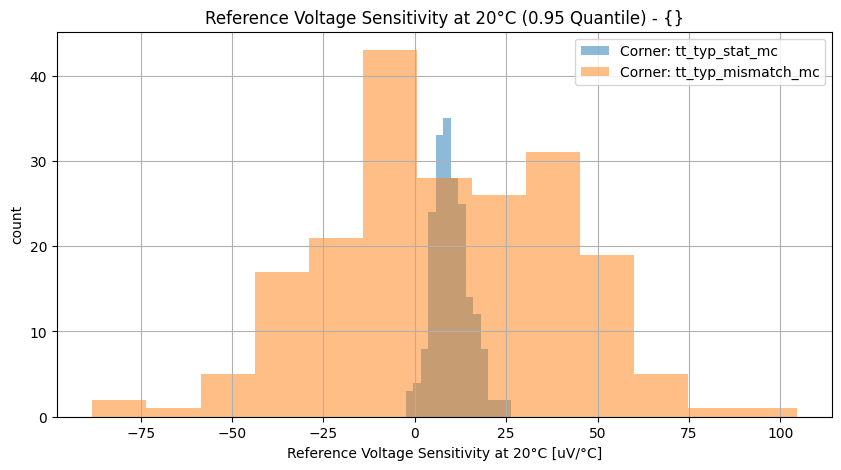 Reference Voltage Sensitivity at 20°C (0.95 Quantile) - {}
Corner: tt_typ_stat_mc
Corner: tt_typ_mismatch_mc
count
40
30
20
10
0
−75
−50
−25
0
25
50
75
100
Reference Voltage Sensitivity at 20°C [uV/°C]